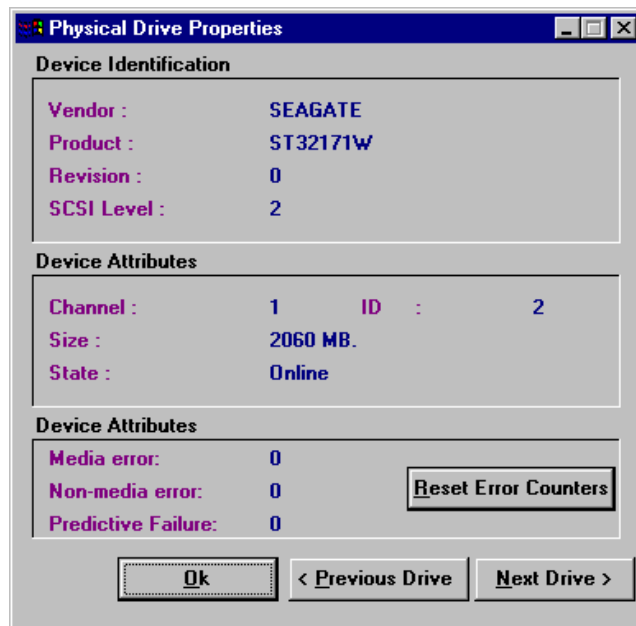 Physical Drive Properties
Device Identification
Vendor : SEAGATE
Product : ST32171W
Revision : 0
SCSI Level : 2
Device Attributes
Channel : 1 ID : 2
Size : 2060 MB.
State : Online
Device Attributes
Media error: 0
Non-media error: 0
Reset Error Counters
Predictive Failure: 0
Ok < Previous Drive Next Drive >